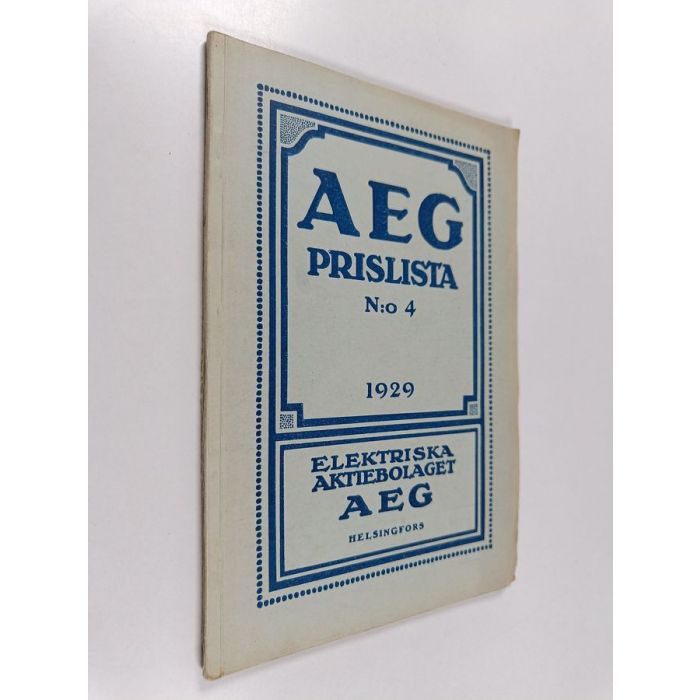 AEG
PRISLISTA
N:o 4
1929
ELEKTRISKA
AKTIEBOLAGET
AEG
HELSINGFORS